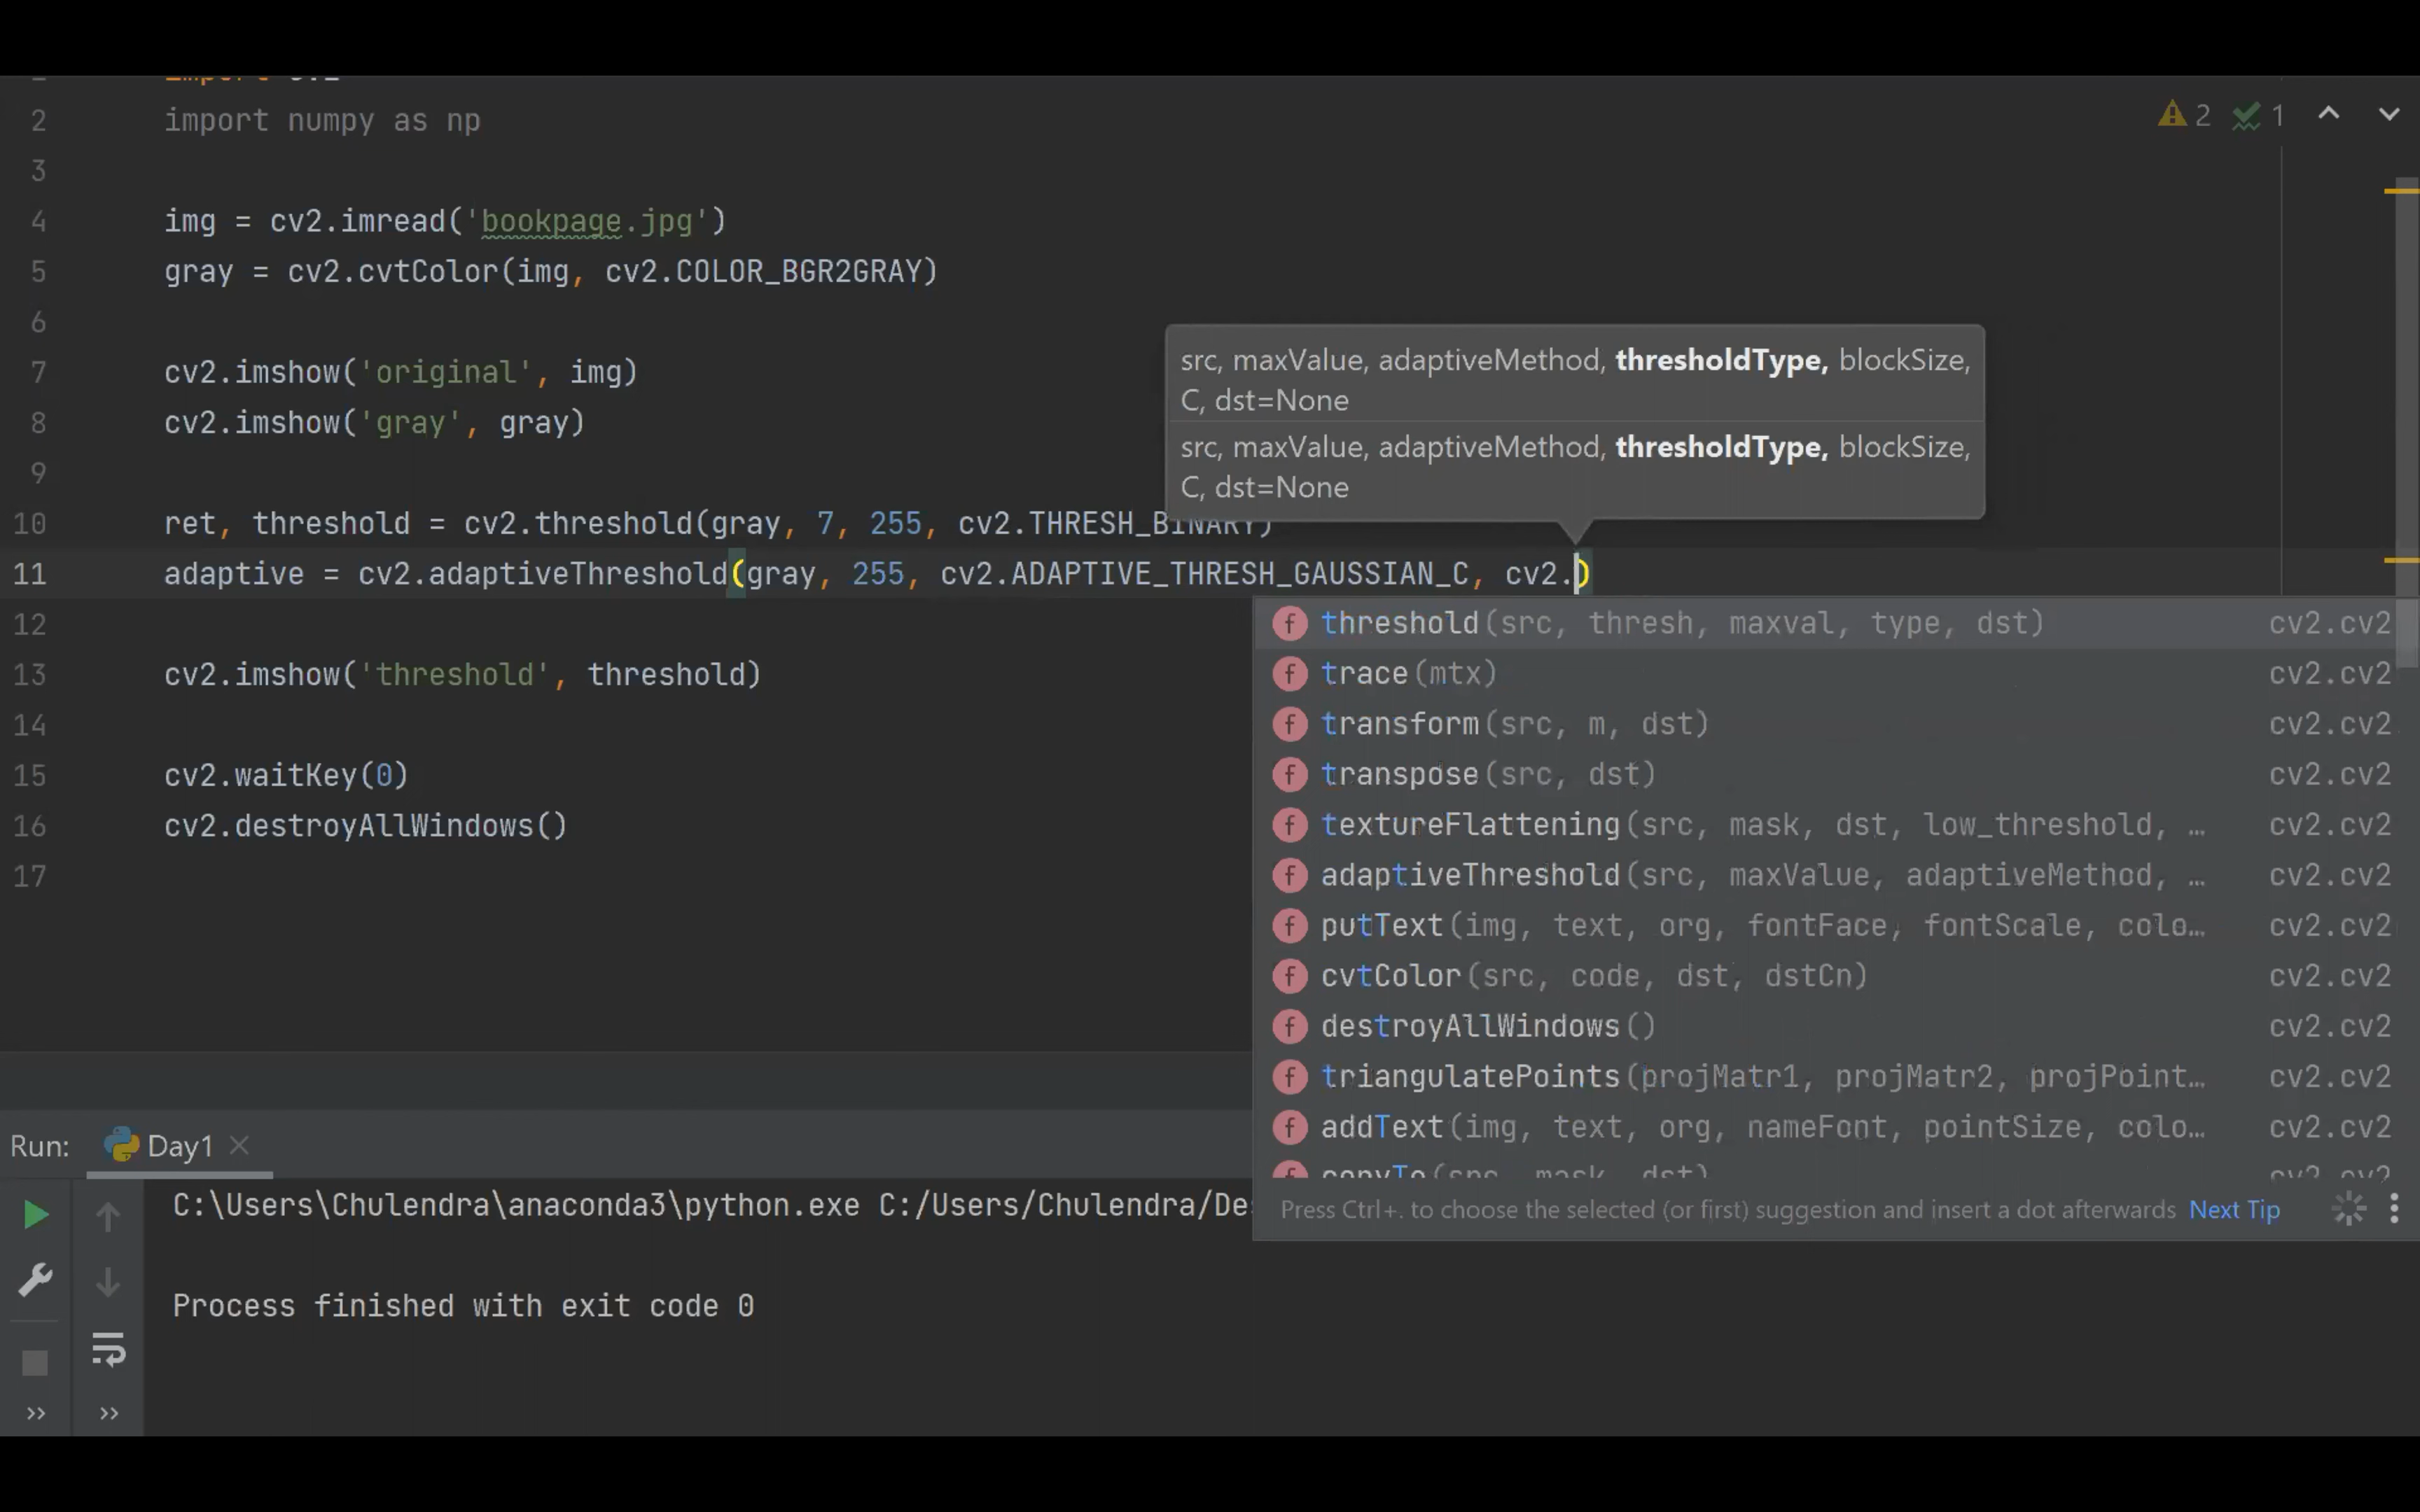 2 import numpy as np
⚠ 2 ✓ 1
3
4 img = cv2.imread('bookpage.jpg')
5 gray = cv2.cvtColor(img, cv2.COLOR_BGR2GRAY)
6
src, maxValue, adaptiveMethod, thresholdType, blockSize,
C, dst=None
src, maxValue, adaptiveMethod, thresholdType, blockSize,
C, dst=None
7 cv2.imshow('original', img)
8 cv2.imshow('gray', gray)
9
10 ret, threshold = cv2.threshold(gray, 7, 255, cv2.THRESH_BINARY)
11 adaptive = cv2.adaptiveThreshold(gray, 255, cv2.ADAPTIVE_THRESH_GAUSSIAN_C, cv2.)
12
13 cv2.imshow('threshold', threshold)
14
15 cv2.waitKey(0)
16 cv2.destroyAllWindows()
17
f threshold(src, thresh, maxval, type, dst) cv2.cv2
f trace(mtx) cv2.cv2
f transform(src, m, dst) cv2.cv2
f transpose(src, dst) cv2.cv2
f textureFlattening(src, mask, dst, low_threshold, … cv2.cv2
f adaptiveThreshold(src, maxValue, adaptiveMethod, … cv2.cv2
f putText(img, text, org, fontFace, fontScale, colo… cv2.cv2
f cvtColor(src, code, dst, dstCn) cv2.cv2
f destroyAllWindows() cv2.cv2
f triangulatePoints(projMatr1, projMatr2, projPoint… cv2.cv2
f addText(img, text, org, nameFont, pointSize, colo… cv2.cv2
f copyTo(src, mask, dst) cv2.cv2
Press Ctrl+. to choose the selected (or first) suggestion and insert a dot afterwards Next Tip
Run: Day1
C:\Users\Chulendra\anaconda3\python.exe C:/Users/Chulendra/De
Process finished with exit code 0